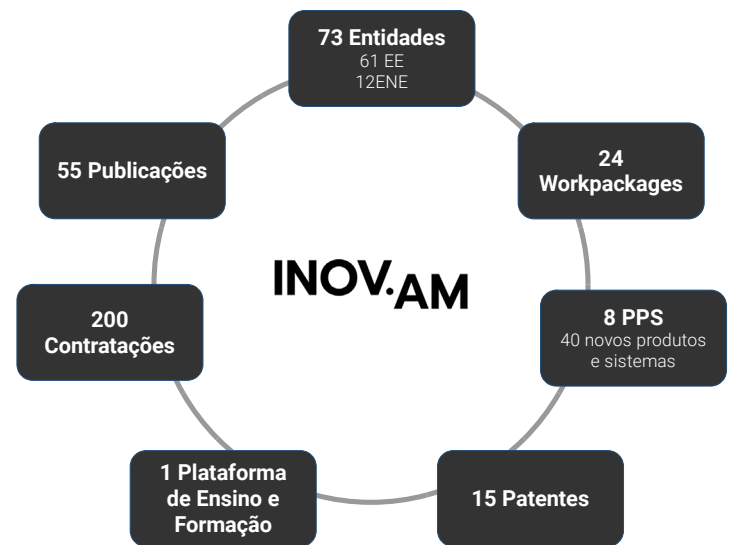 73 Entidades
61 EE
12ENE
24
Workpackages
8 PPS
40 novos produtos
e sistemas
15 Patentes
1 Plataforma
de Ensino e
Formação
200
Contratações
55 Publicações
INOV.AM